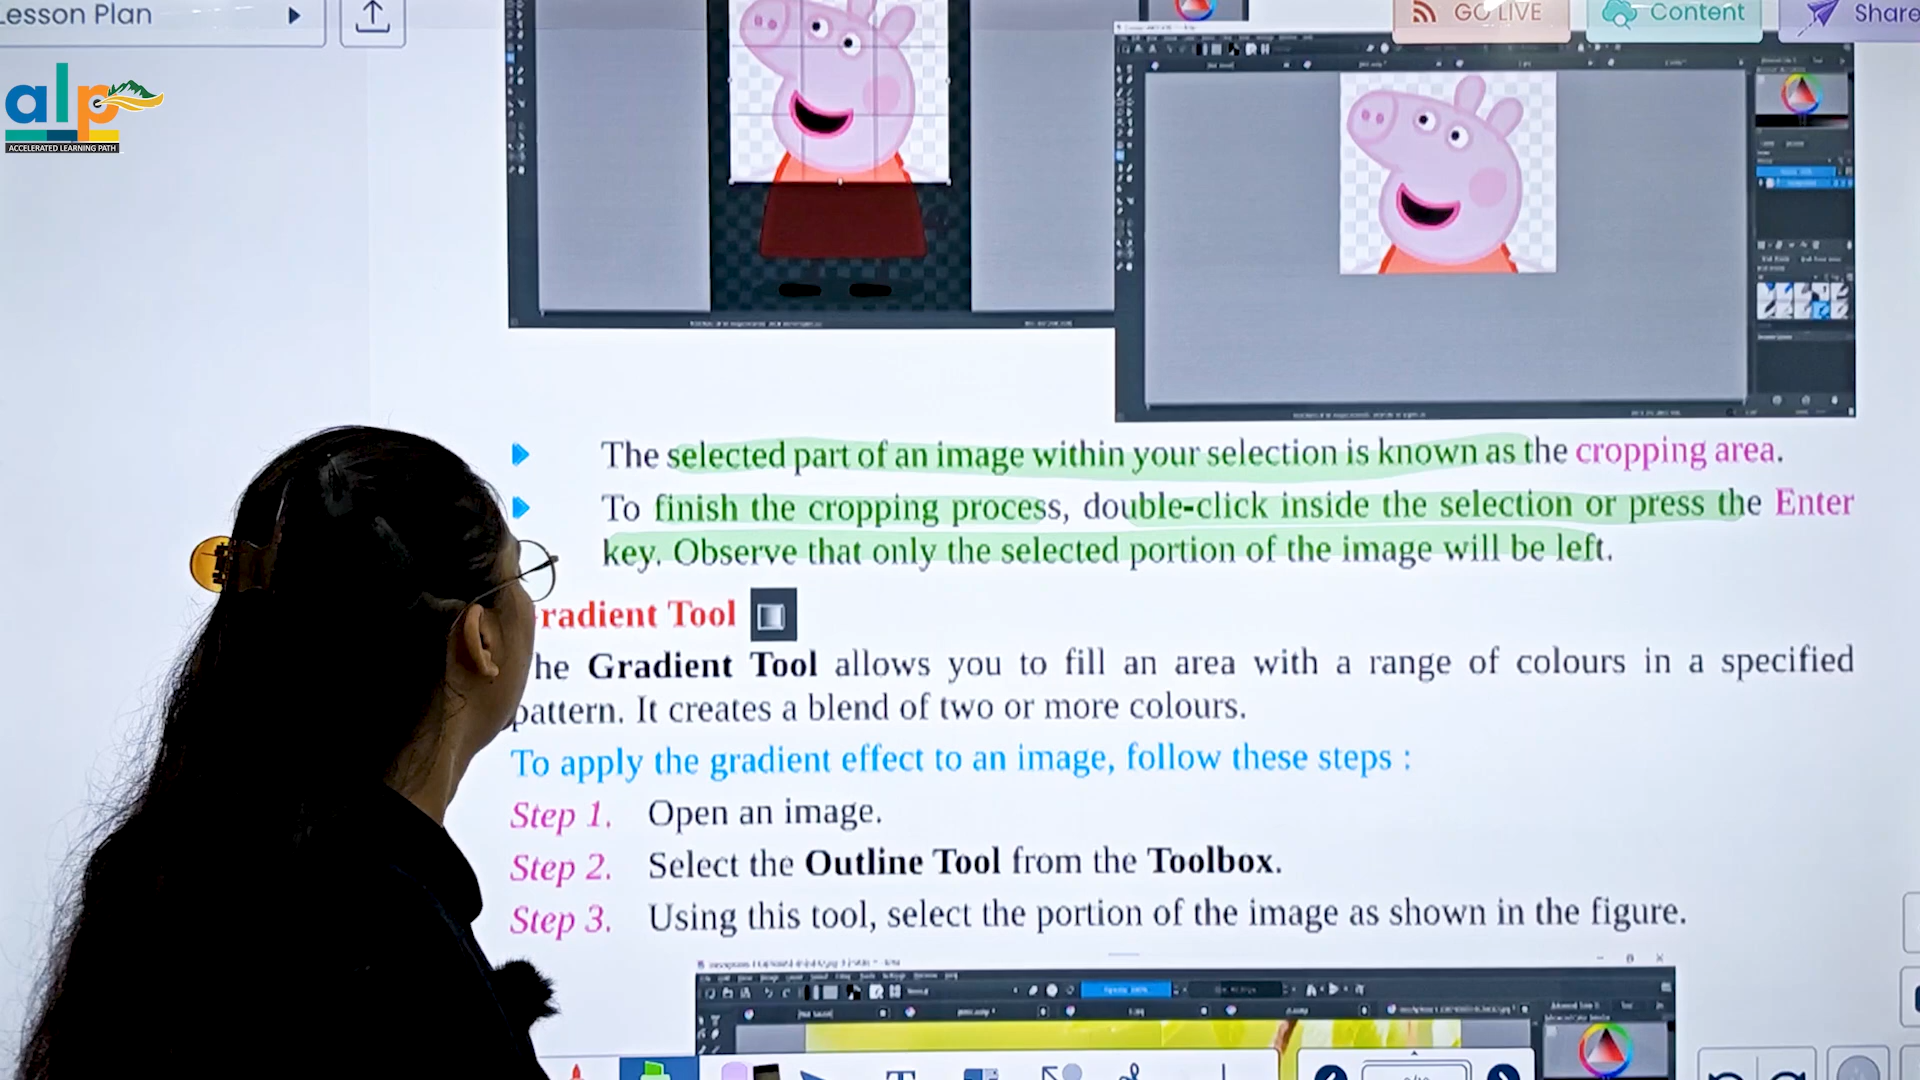 Lesson Plan
GO LIVE
Content
Share
alp
ACCELERATED LEARNING PATH
The selected part of an image within your selection is known as the cropping area.
To finish the cropping process, double-click inside the selection or press the Enter
key. Observe that only the selected portion of the image will be left.
radient Tool
he Gradient Tool allows you to fill an area with a range of colours in a specified
pattern. It creates a blend of two or more colours.
To apply the gradient effect to an image, follow these steps :
Step 1. Open an image.
Step 2. Select the Outline Tool from the Toolbox.
Step 3. Using this tool, select the portion of the image as shown in the figure.